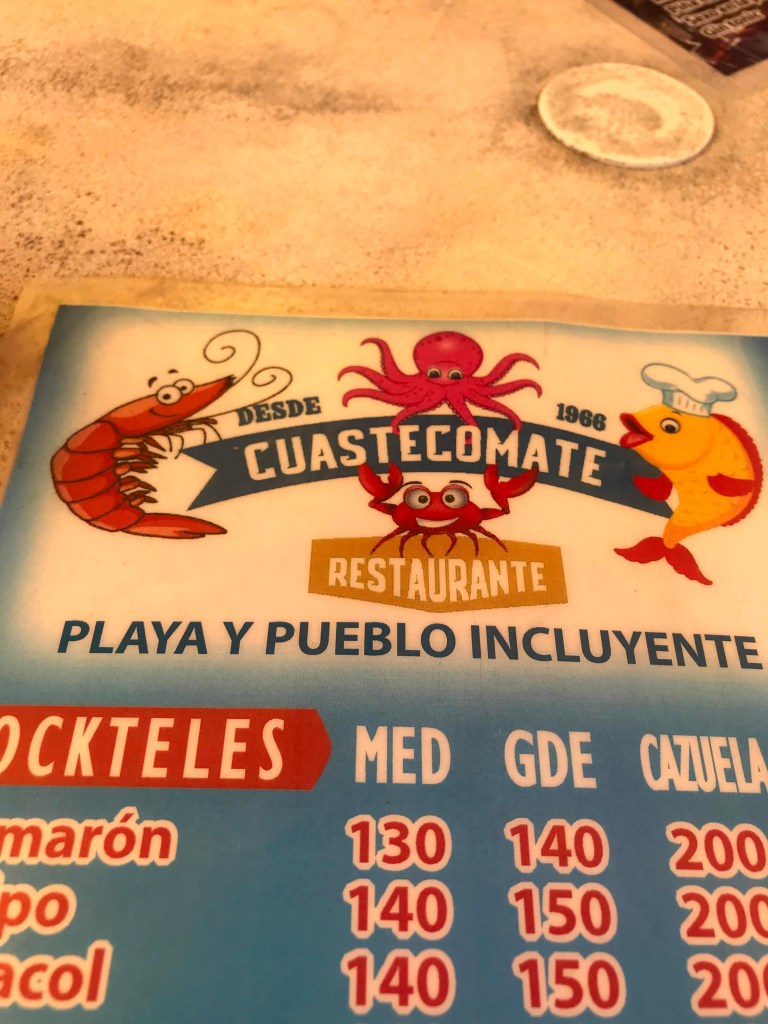 DESDE 1966
CUASTECOMATE
RESTAURANTE
PLAYA Y PUEBLO INCLUYENTE
OCKTELES MED GDE CAZUELA
marón 130 140 200
po 140 150 200
acol 140 150 200